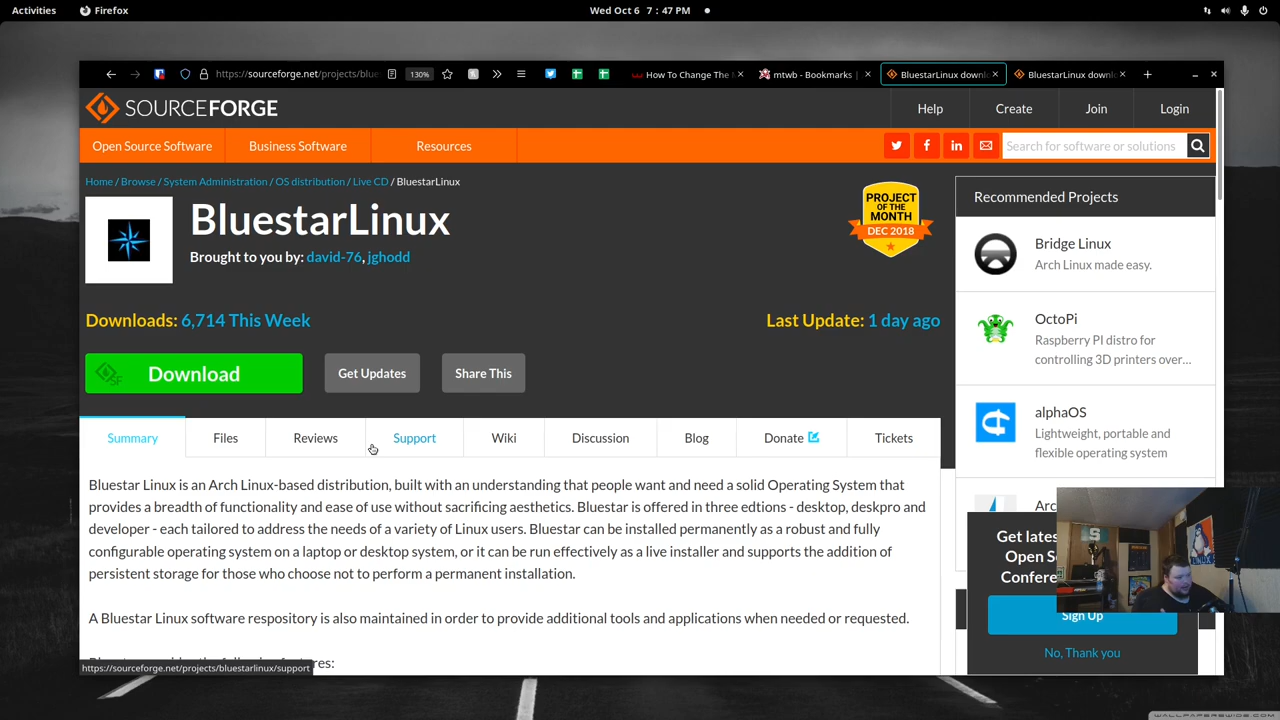 Activities
Firefox
Wed Oct 6 7:47 PM
https://sourceforge.net/projects/blue
130%
How To Change The
mtwb - Bookmarks |
BluestarLinux downl
BluestarLinux downl
SOURCEFORGE
Help
Create
Join
Login
Open Source Software
Business Software
Resources
Search for software or solutions
Home / Browse / System Administration / OS distribution / Live CD / BluestarLinux
BluestarLinux
Brought to you by: david-76, jghodd
PROJECT
OF THE
MONTH
DEC 2018
Downloads: 6,714 This Week
Last Update: 1 day ago
SF
Download
Get Updates
Share This
Summary
Files
Reviews
Support
Wiki
Discussion
Blog
Donate
Tickets
Bluestar Linux is an Arch Linux-based distribution, built with an understanding that people want and need a solid Operating System that
provides a breadth of functionality and ease of use without sacrificing aesthetics. Bluestar is offered in three edtions - desktop, deskpro and
developer - each tailored to address the needs of a variety of Linux users. Bluestar can be installed permanently as a robust and fully
configurable operating system on a laptop or desktop system, or it can be run effectively as a live installer and supports the addition of
persistent storage for those who choose not to perform a permanent installation.
A Bluestar Linux software respository is also maintained in order to provide additional tools and applications when needed or requested.
https://sourceforge.net/projects/bluestarlinux/support
Recommended Projects
Bridge Linux
Arch Linux made easy.
OctoPi
Raspberry PI distro for
controlling 3D printers over...
alphaOS
Lightweight, portable and
flexible operating system
Arc
Get lates
Open S
Confere
Sign Up
No, Thank you